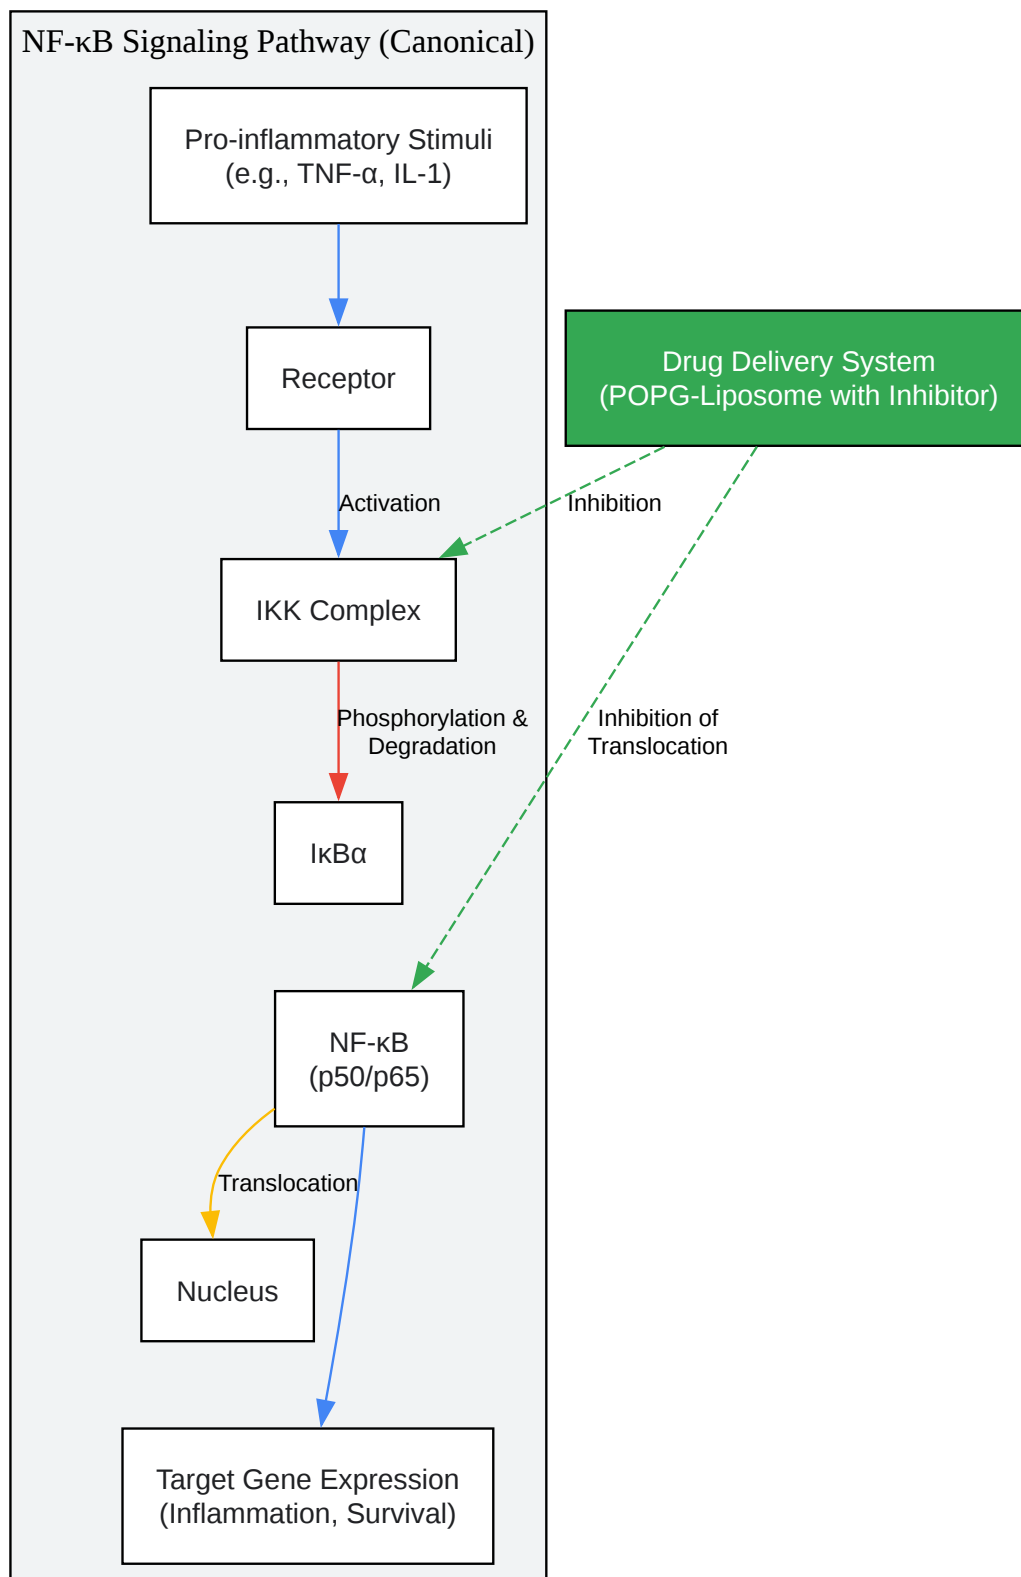 NF-κB Signaling Pathway (Canonical)
Pro-inflammatory Stimuli
(e.g., TNF-α, IL-1)
Receptor
Drug Delivery System
(POPG-Liposome with Inhibitor)
Activation
Inhibition
IKK Complex
Phosphorylation &
Degradation
Inhibition of
Translocation
IκBα
NF-κB
(p50/p65)
Translocation
Nucleus
Target Gene Expression
(Inflammation, Survival)